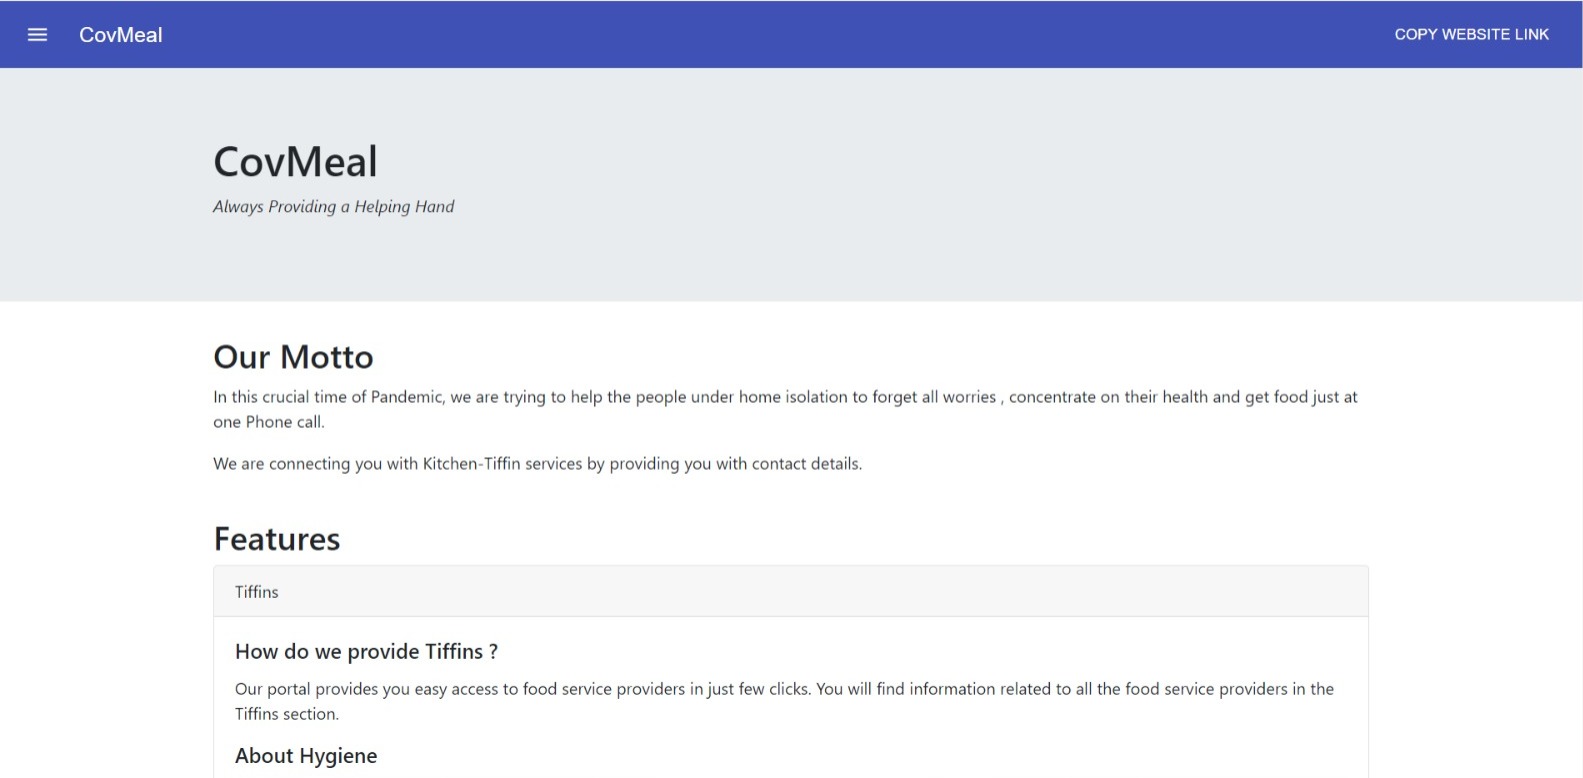 CovMeal
COPY WEBSITE LINK
CovMeal
Always Providing a Helping Hand
Our Motto
In this crucial time of Pandemic, we are trying to help the people under home isolation to forget all worries , concentrate on their health and get food just at
one Phone call.
We are connecting you with Kitchen-Tiffin services by providing you with contact details.
Features
Tiffins
How do we provide Tiffins ?
Our portal provides you easy access to food service providers in just few clicks. You will find information related to all the food service providers in the
Tiffins section.
About Hygiene